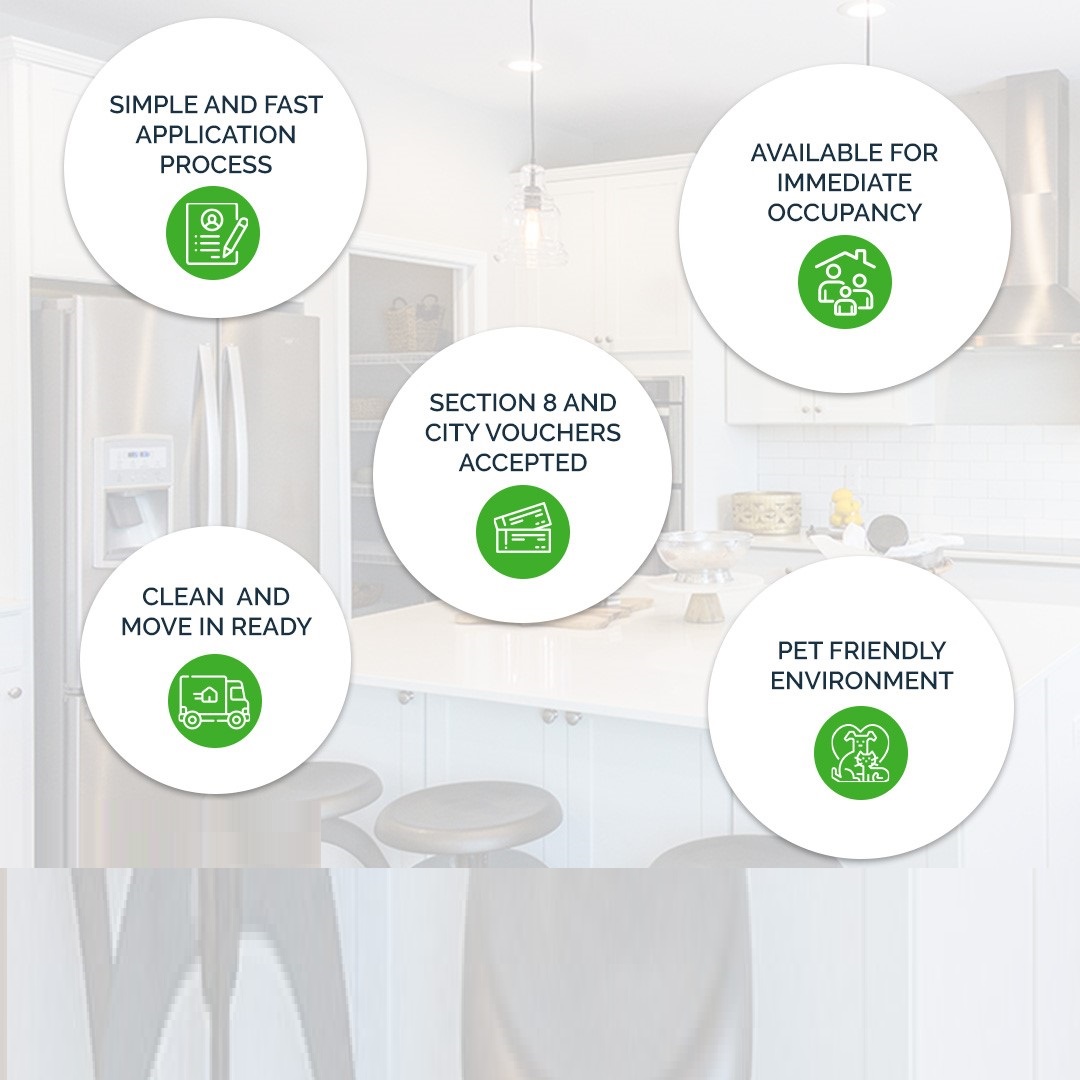 SIMPLE AND FAST
APPLICATION
PROCESS
AVAILABLE FOR
IMMEDIATE
OCCUPANCY
SECTION 8 AND
CITY VOUCHERS
ACCEPTED
CLEAN  AND
MOVE IN READY
PET FRIENDLY
ENVIRONMENT